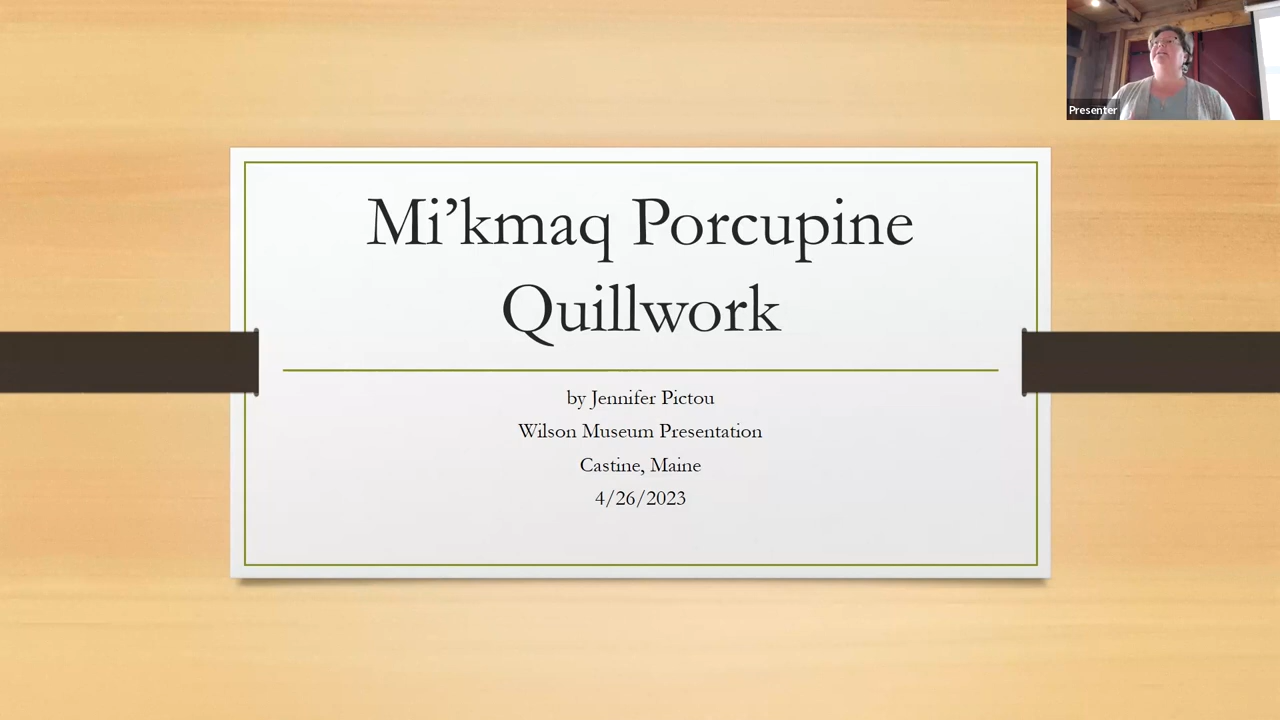 Presenter
Mi’kmaq Porcupine
Quillwork
by Jennifer Pictou
Wilson Museum Presentation
Castine, Maine
4/26/2023